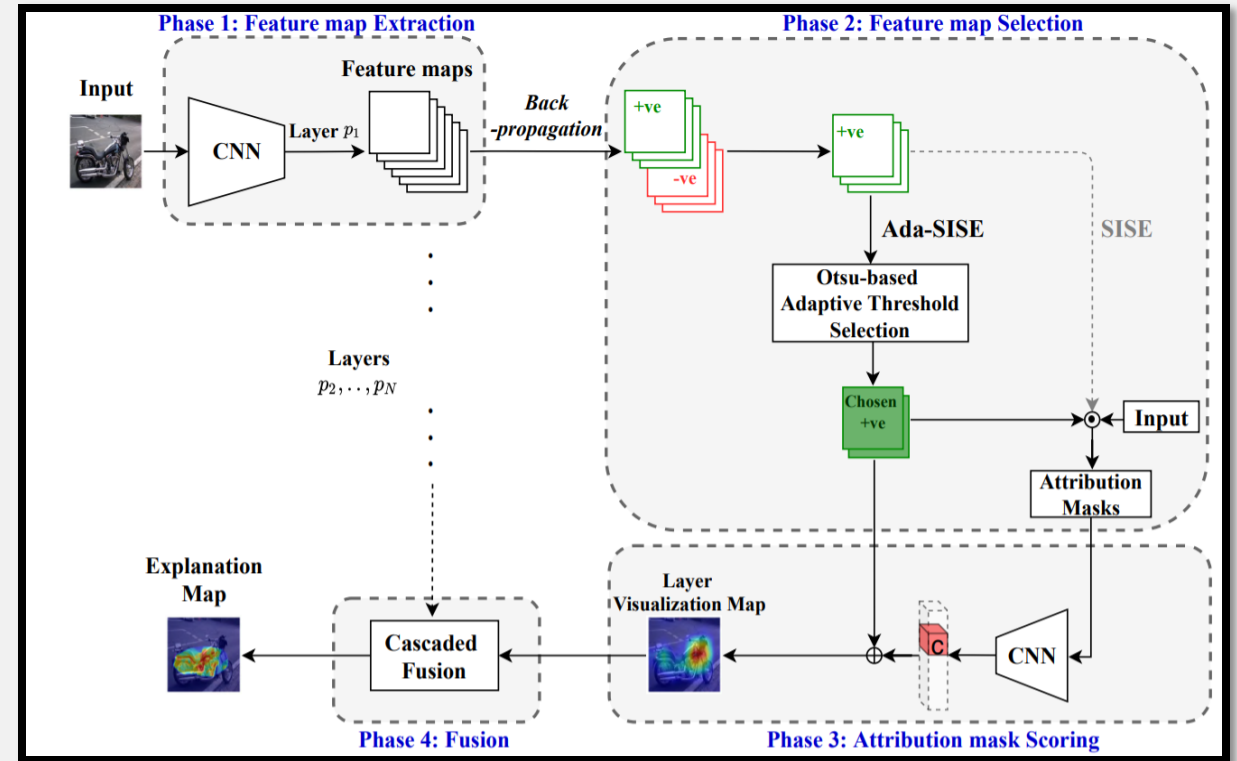 Phase 1: Feature map Extraction
Phase 2: Feature map Selection
Input
CNN
Layer p₁
Feature maps
Back
-propagation
+ve
-ve
+ve
Ada-SISE
SISE
Otsu-based
Adaptive Threshold
Selection
Layers
p₂,..,p_N
Chosen
+ve
Input
Attribution
Masks
Explanation
Map
Cascaded
Fusion
Layer
Visualization Map
C
CNN
Phase 4: Fusion
Phase 3: Attribution mask Scoring